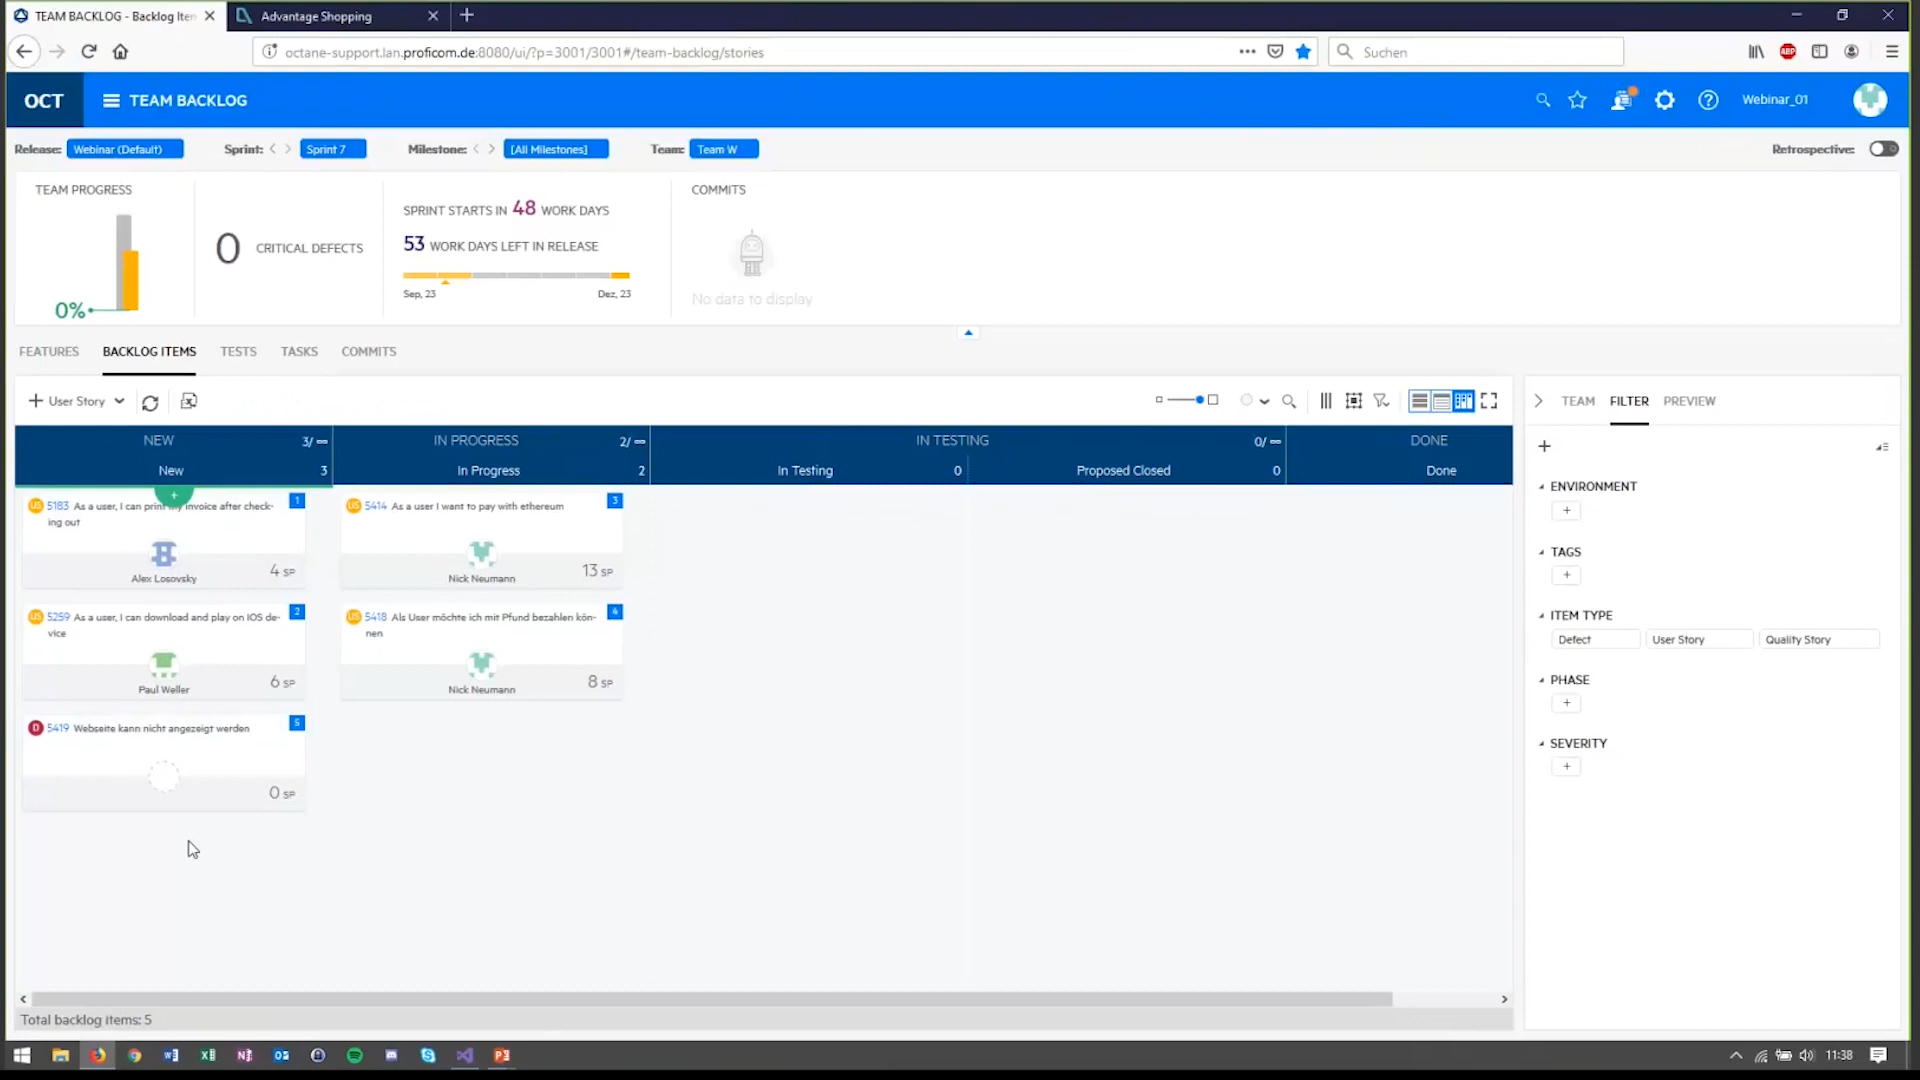 TEAM BACKLOG - Backlog Iten
Advantage Shopping
octane-support.lan.proficom.de:8080/ui/?p=3001/3001#/team-backlog/stories
Suchen
ABP
OCT
TEAM BACKLOG
Webinar_01
Release: Webinar (Default)
Sprint: Sprint 7
Milestone: [All Milestones]
Team: Team W
Retrospective:
TEAM PROGRESS
0%
0 CRITICAL DEFECTS
SPRINT STARTS IN 48 WORK DAYS
53 WORK DAYS LEFT IN RELEASE
Sep, 23
Dez, 23
COMMITS
No data to display
FEATURES
BACKLOG ITEMS
TESTS
TASKS
COMMITS
+ User Story
TEAM
FILTER
PREVIEW
NEW 3/∞
IN PROGRESS 2/∞
IN TESTING 0/∞
DONE
New 3
In Progress 2
In Testing 0
Proposed Closed 0
Done
US 5183 As a user, I can print my invoice after check-
ing out
1
Alex Losovsky
4 SP
US 5259 As a user, I can download and play on IOS de-
vice
2
Paul Weller
6 SP
D 5419 Webseite kann nicht angezeigt werden
5
0 SP
US 5414 As a user I want to pay with ethereum
3
Nick Neumann
13 SP
US 5418 Als User möchte ich mit Pfund bezahlen kön-
nen
4
Nick Neumann
8 SP
ENVIRONMENT
TAGS
ITEM TYPE
Defect
User Story
Quality Story
PHASE
SEVERITY
Total backlog items: 5
11:38